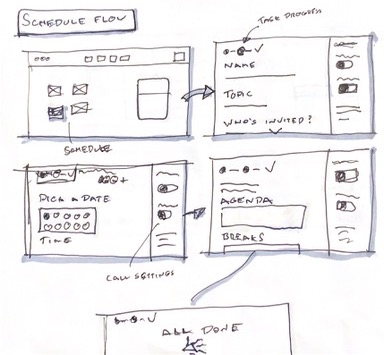 SCHEDULE FLOW
TASK PROGRESS
NAME
TOPIC
WHO'S INVITED?
SCHEDULE
PICK A DATE
TIME
CALL SETTINGS
AGENDA
BREAKS
ALL DONE